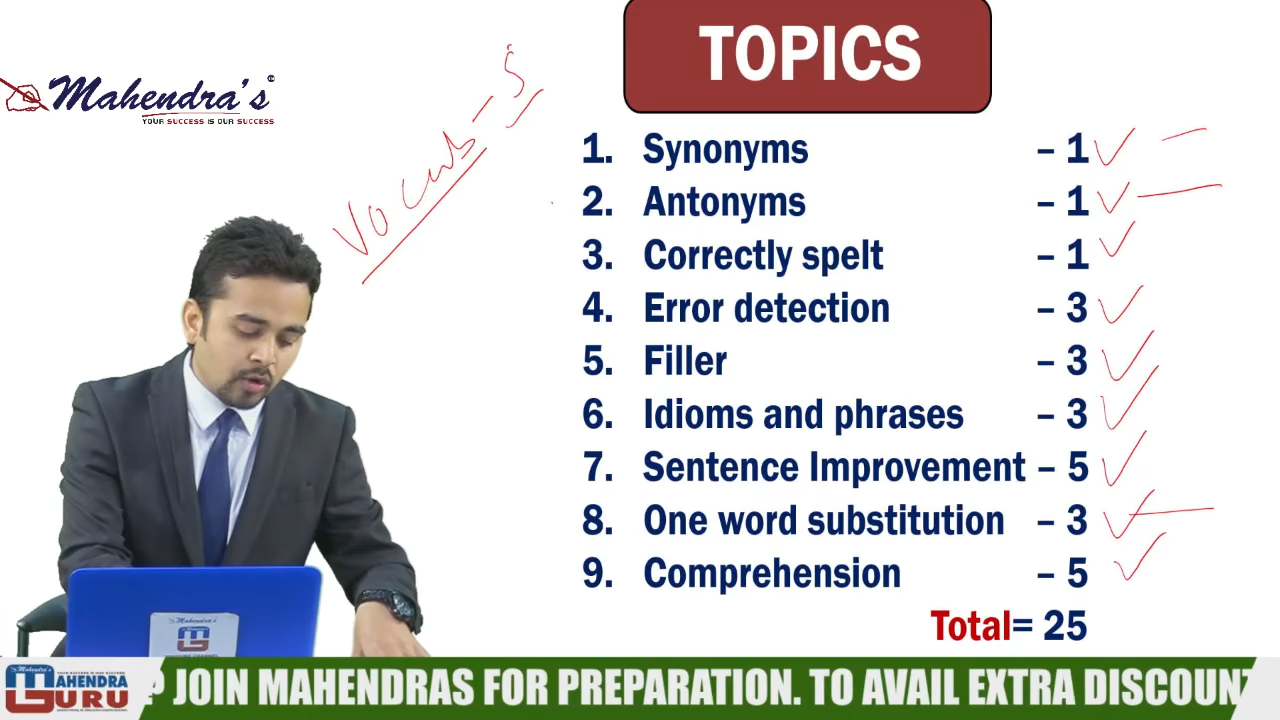 TOPICS
Mahendra's
YOUR SUCCESS IS OUR SUCCESS
Vocab - 5
1. Synonyms – 1
2. Antonyms – 1
3. Correctly spelt – 1
4. Error detection – 3
5. Filler – 3
6. Idioms and phrases – 3
7. Sentence Improvement – 5
8. One word substitution – 3
9. Comprehension – 5
Total= 25
Mahendra's
MAHENDRA
GURU
P JOIN MAHENDRAS FOR PREPARATION. TO AVAIL EXTRA DISCOUNT